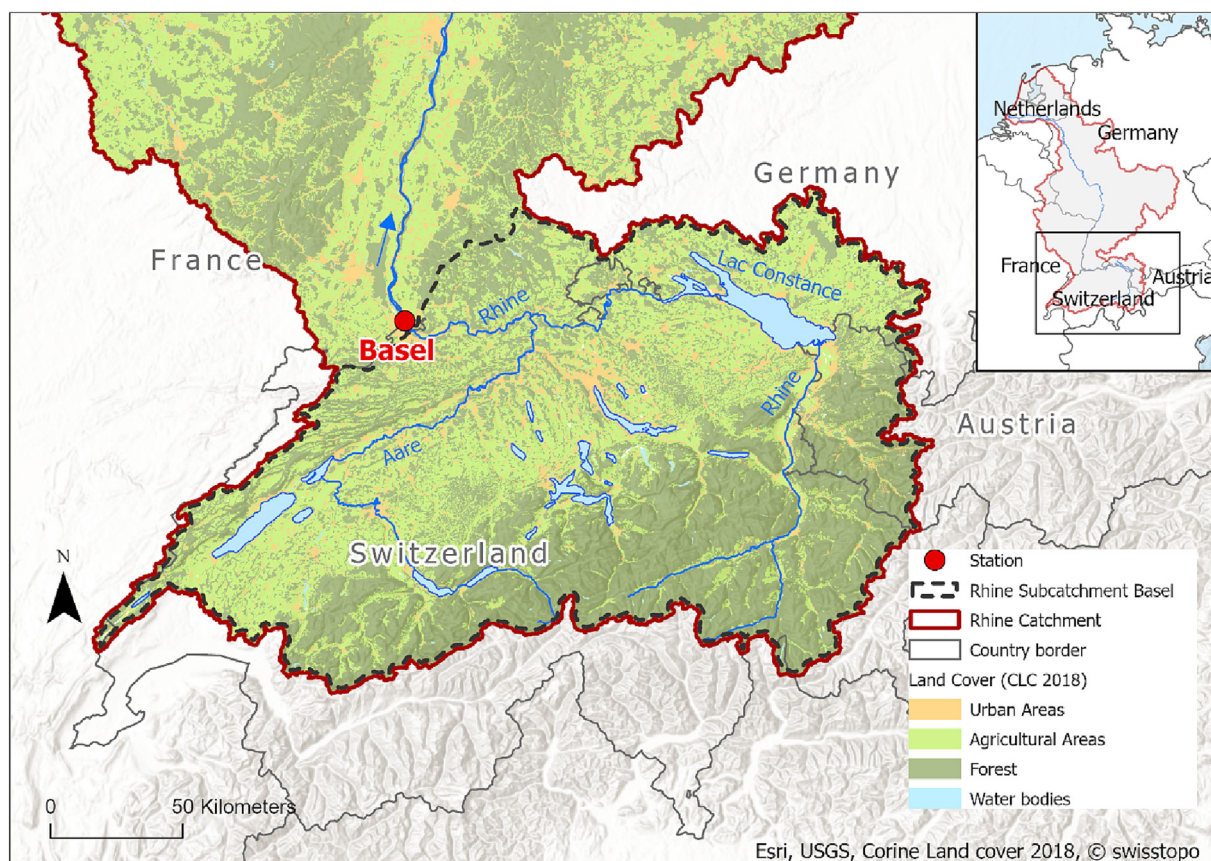 Germany
France
Lac Constance
Rhine
Basel
Rhine
Aare
Austria
Switzerland
N
0 50 Kilometers
Netherlands
Germany
France
Austria
Switzerland
Station
Rhine Subcatchment Basel
Rhine Catchment
Country border
Land Cover (CLC 2018)
Urban Areas
Agricultural Areas
Forest
Water bodies
Esri, USGS, Corine Land cover 2018, © swisstopo